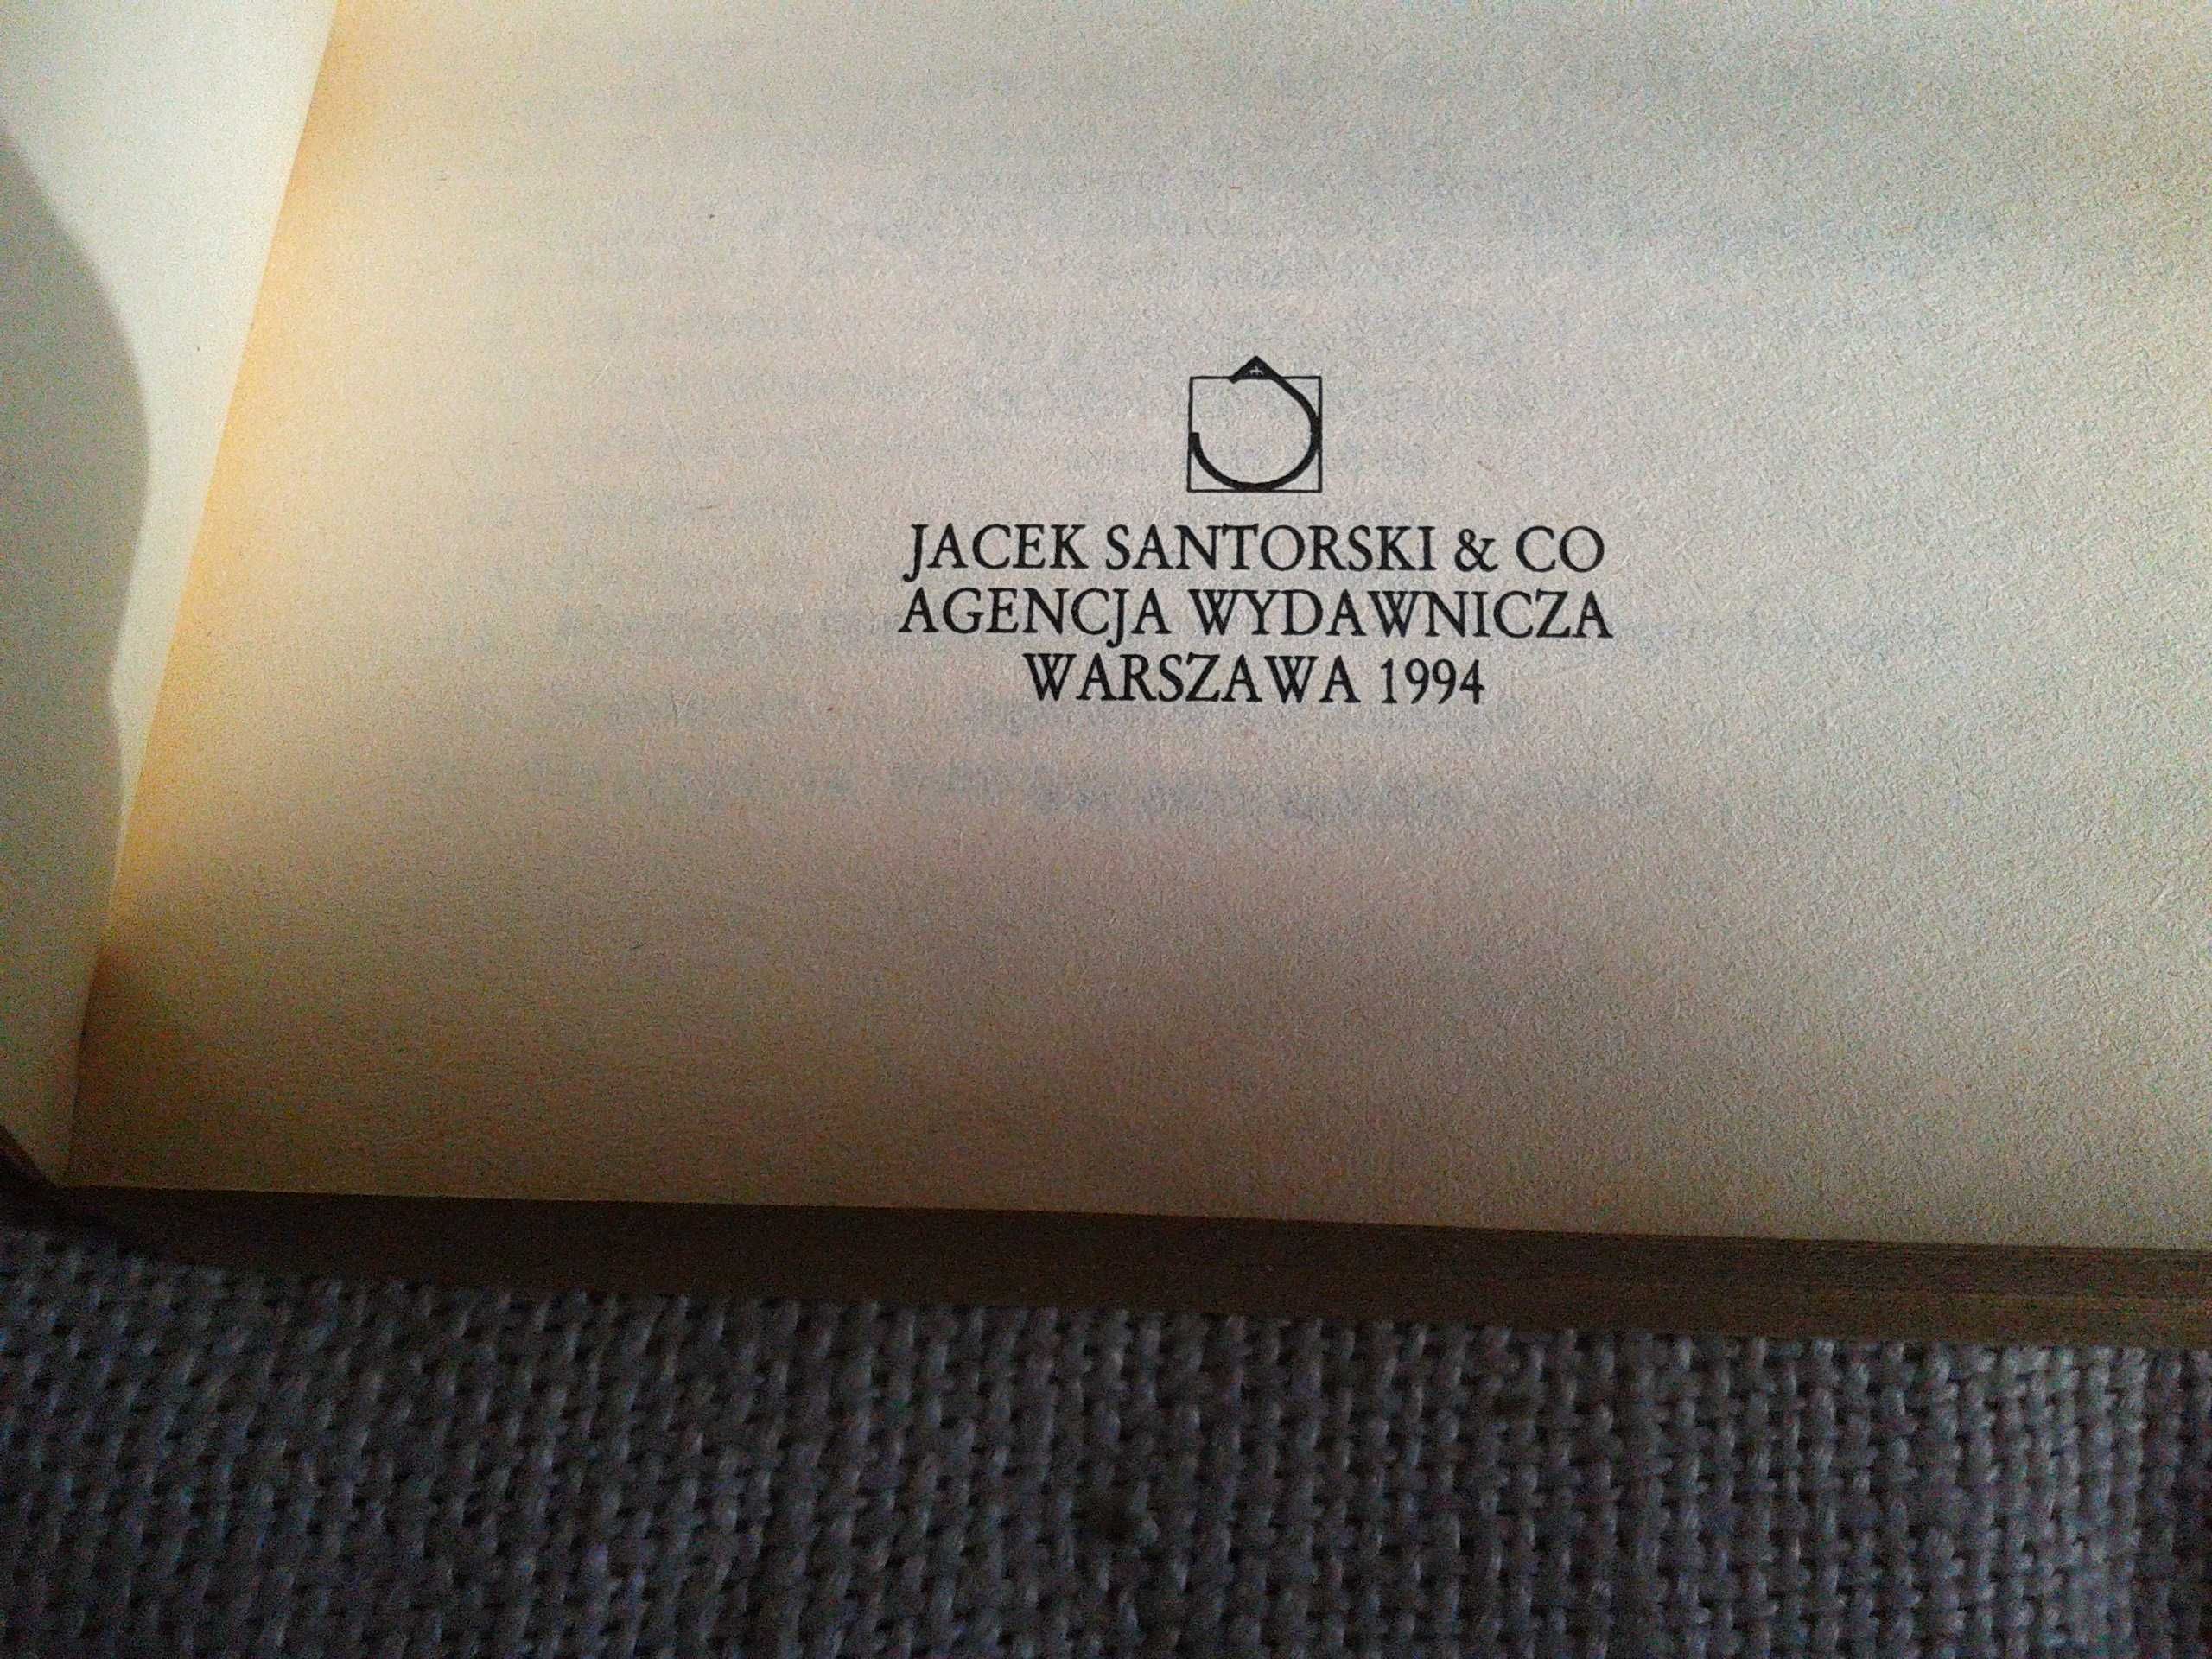 JACEK SANTORSKI & CO
AGENCJA WYDAWNICZA
WARSZAWA 1994